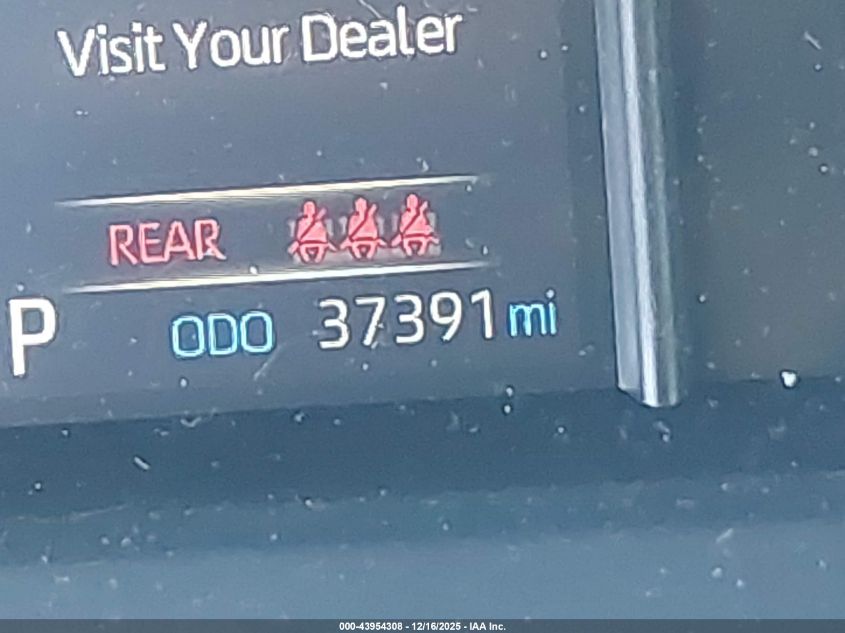 Visit Your Dealer
REAR
P ODO 37391 mi
000-43954308 - 12/16/2025 - IAA Inc.